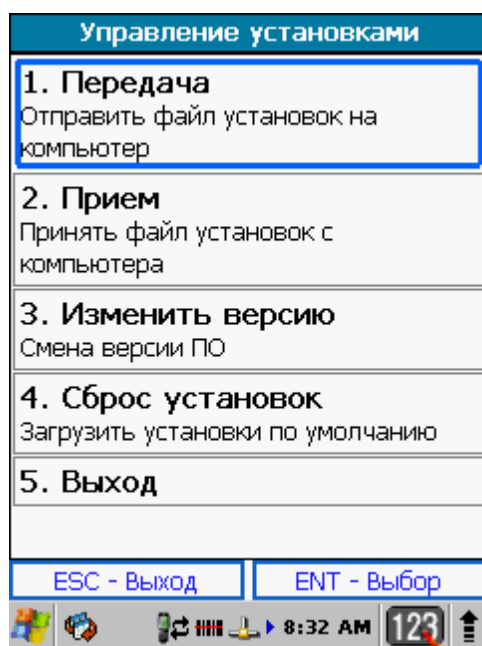 Управление установками
1. Передача
Отправить файл установок на
компьютер
2. Прием
Принять файл установок с
компьютера
3. Изменить версию
Смена версии ПО
4. Сброс установок
Загрузить установки по умолчанию
5. Выход
ESC - Выход
ENT - Выбор
8:32 AM
123